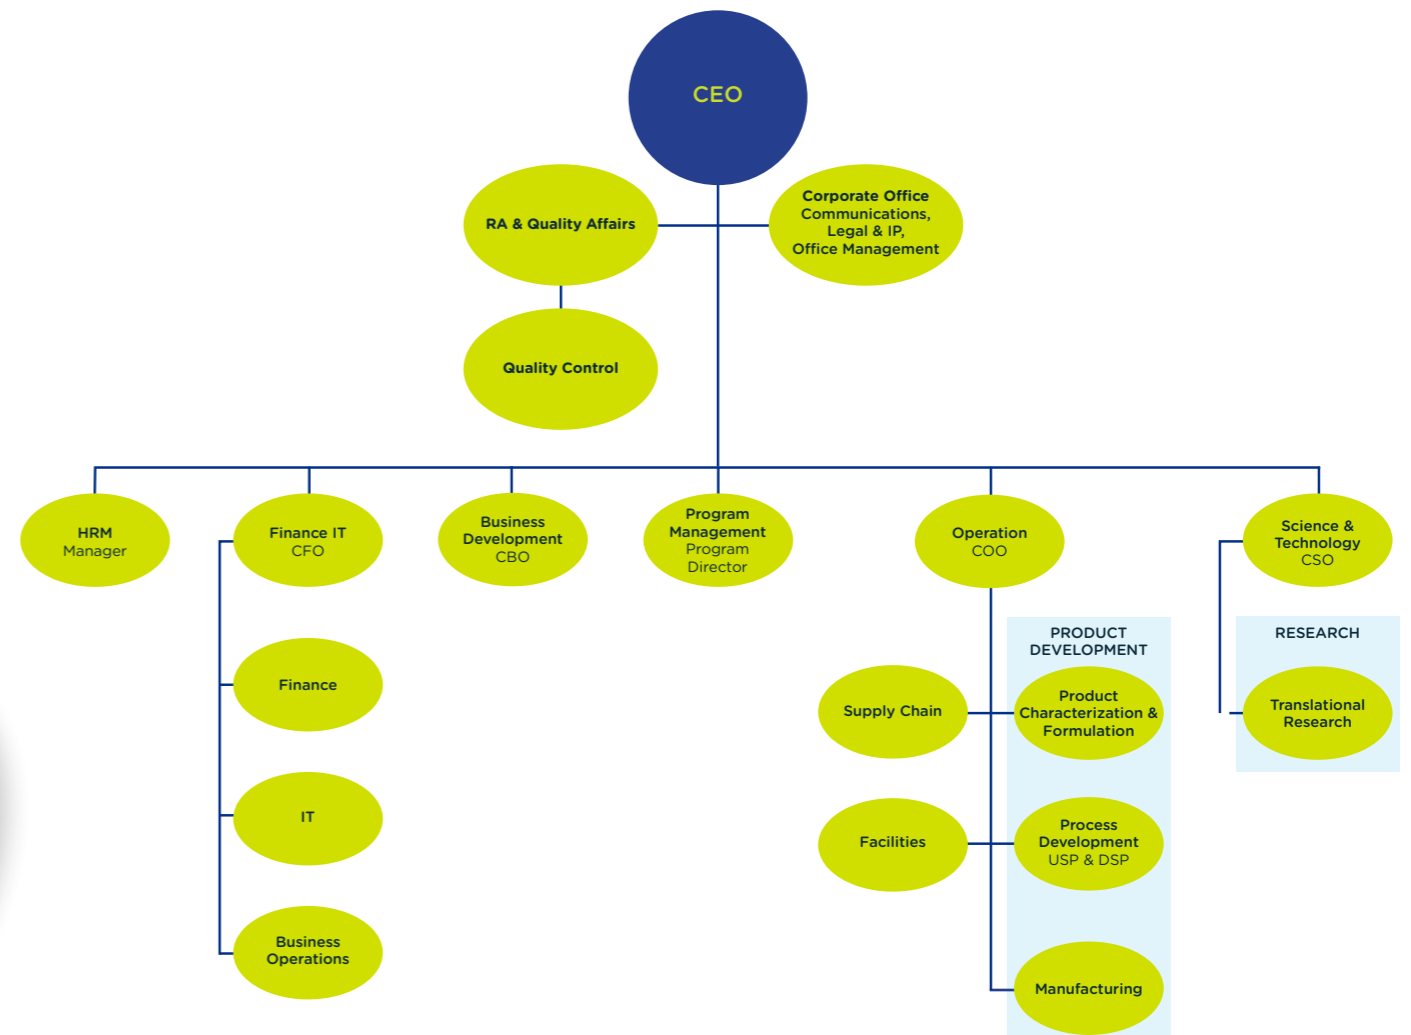 CEO
RA & Quality Affairs
Corporate Office
Communications,
Legal & IP,
Office Management
Quality Control
HRM
Manager
Finance IT
CFO
Business
Development
CBO
Program
Management
Program
Director
Operation
COO
Science &
Technology
CSO
Finance
IT
Business
Operations
Supply Chain
Facilities
PRODUCT
DEVELOPMENT
Product
Characterization &
Formulation
Process
Development
USP & DSP
Manufacturing
RESEARCH
Translational
Research